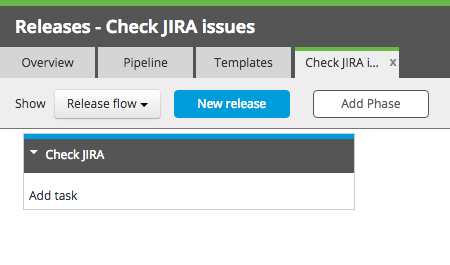 Releases - Check JIRA issues
Overview Pipeline Templates Check JIRA i... x
Show Release flow New release Add Phase
Check JIRA
Add task